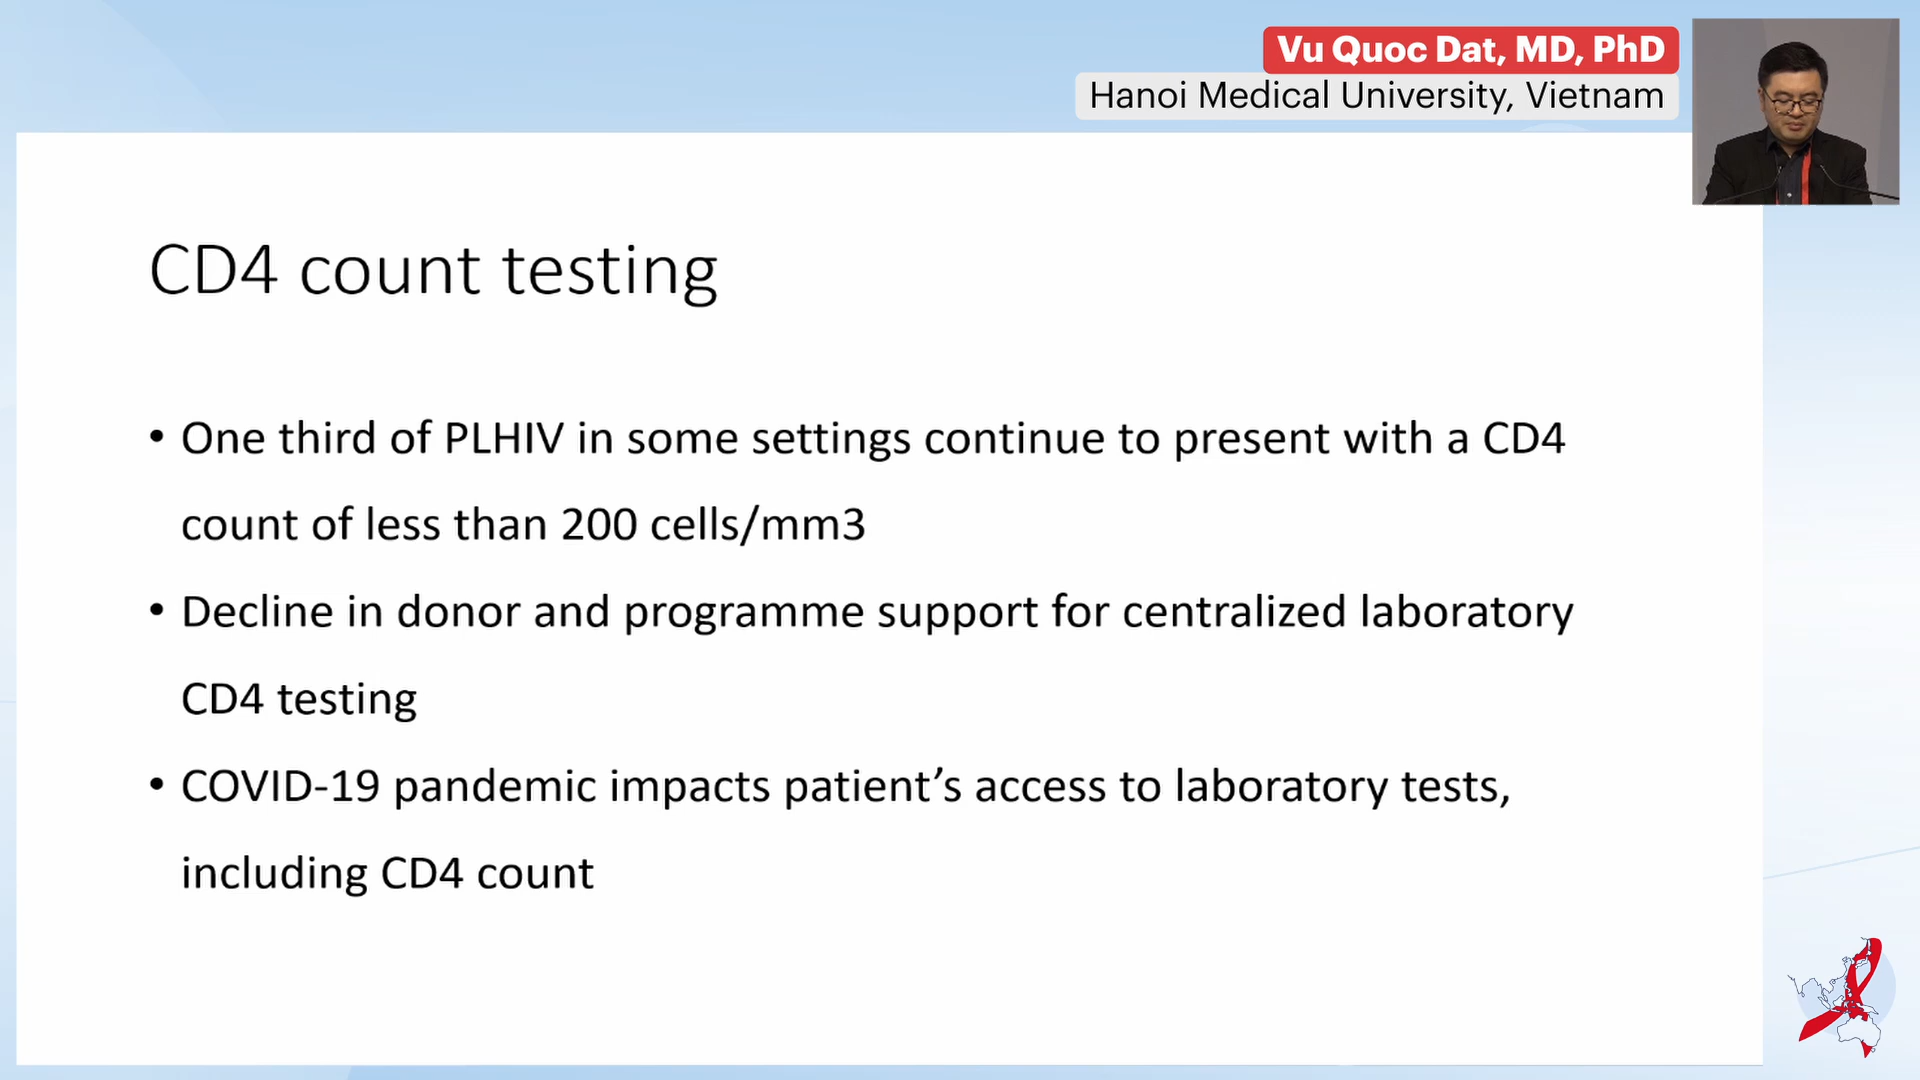 Vu Quoc Dat, MD, PhD
Hanoi Medical University, Vietnam
CD4 count testing
• One third of PLHIV in some settings continue to present with a CD4
count of less than 200 cells/mm3
• Decline in donor and programme support for centralized laboratory
CD4 testing
• COVID-19 pandemic impacts patient’s access to laboratory tests,
including CD4 count